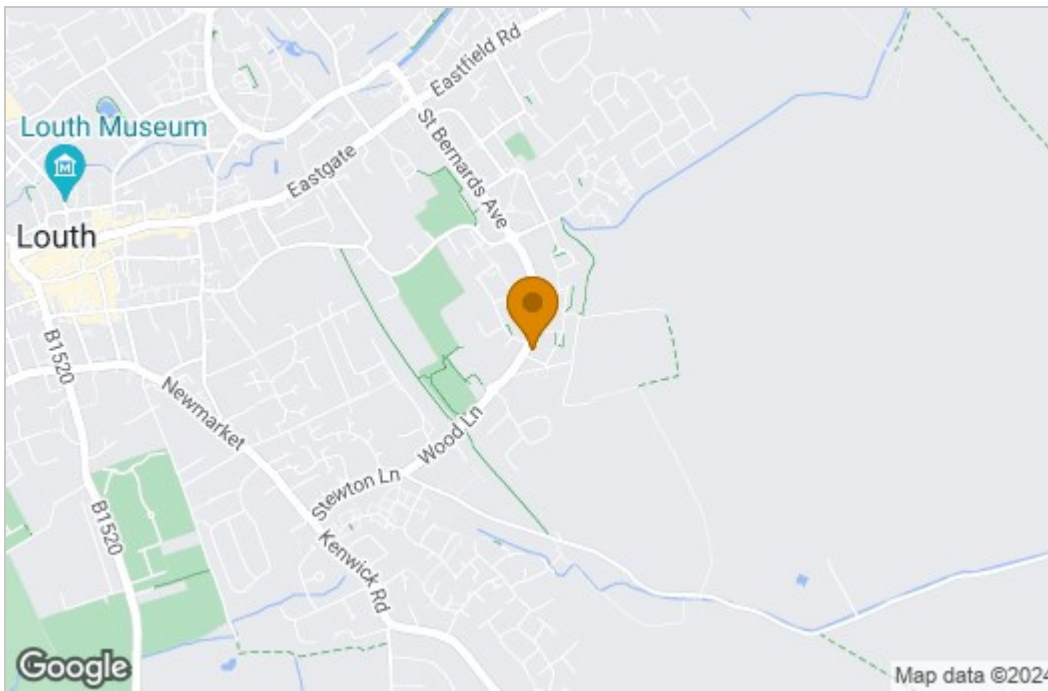 Eastfield Rd
St Bernards Ave
Louth Museum
M
Eastgate
Louth
B1520
Newmarket
Wood Ln
Stewton Ln
B1520
Kenwick Rd
Google
Map data ©2024